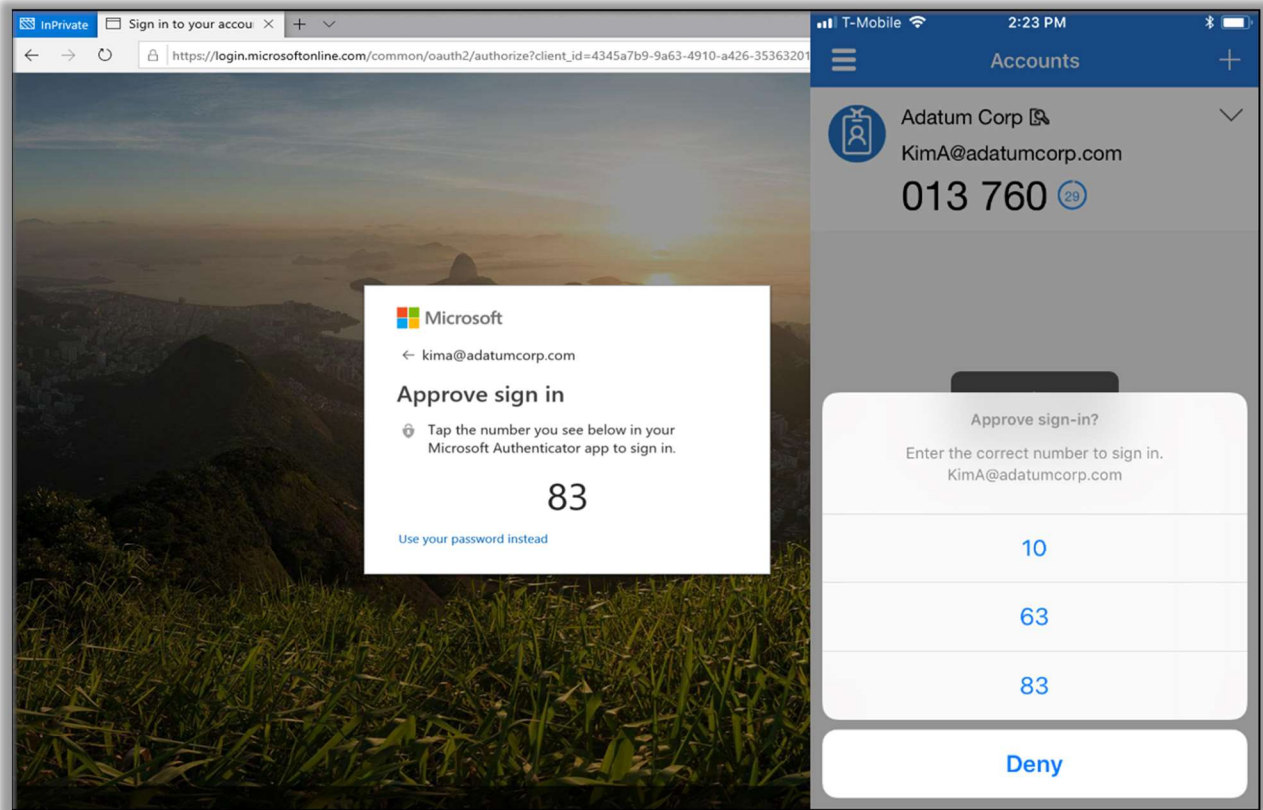 InPrivate
Sign in to your accou
https://login.microsoftonline.com/common/oauth2/authorize?client_id=4345a7b9-9a63-4910-a426-35363201
Microsoft
kima@adatumcorp.com
Approve sign in
Tap the number you see below in your
Microsoft Authenticator app to sign in.
83
Use your password instead
T-Mobile 2:23 PM
Accounts
Adatum Corp
KimA@adatumcorp.com
013 760 29
Approve sign-in?
Enter the correct number to sign in.
KimA@adatumcorp.com
10
63
83
Deny